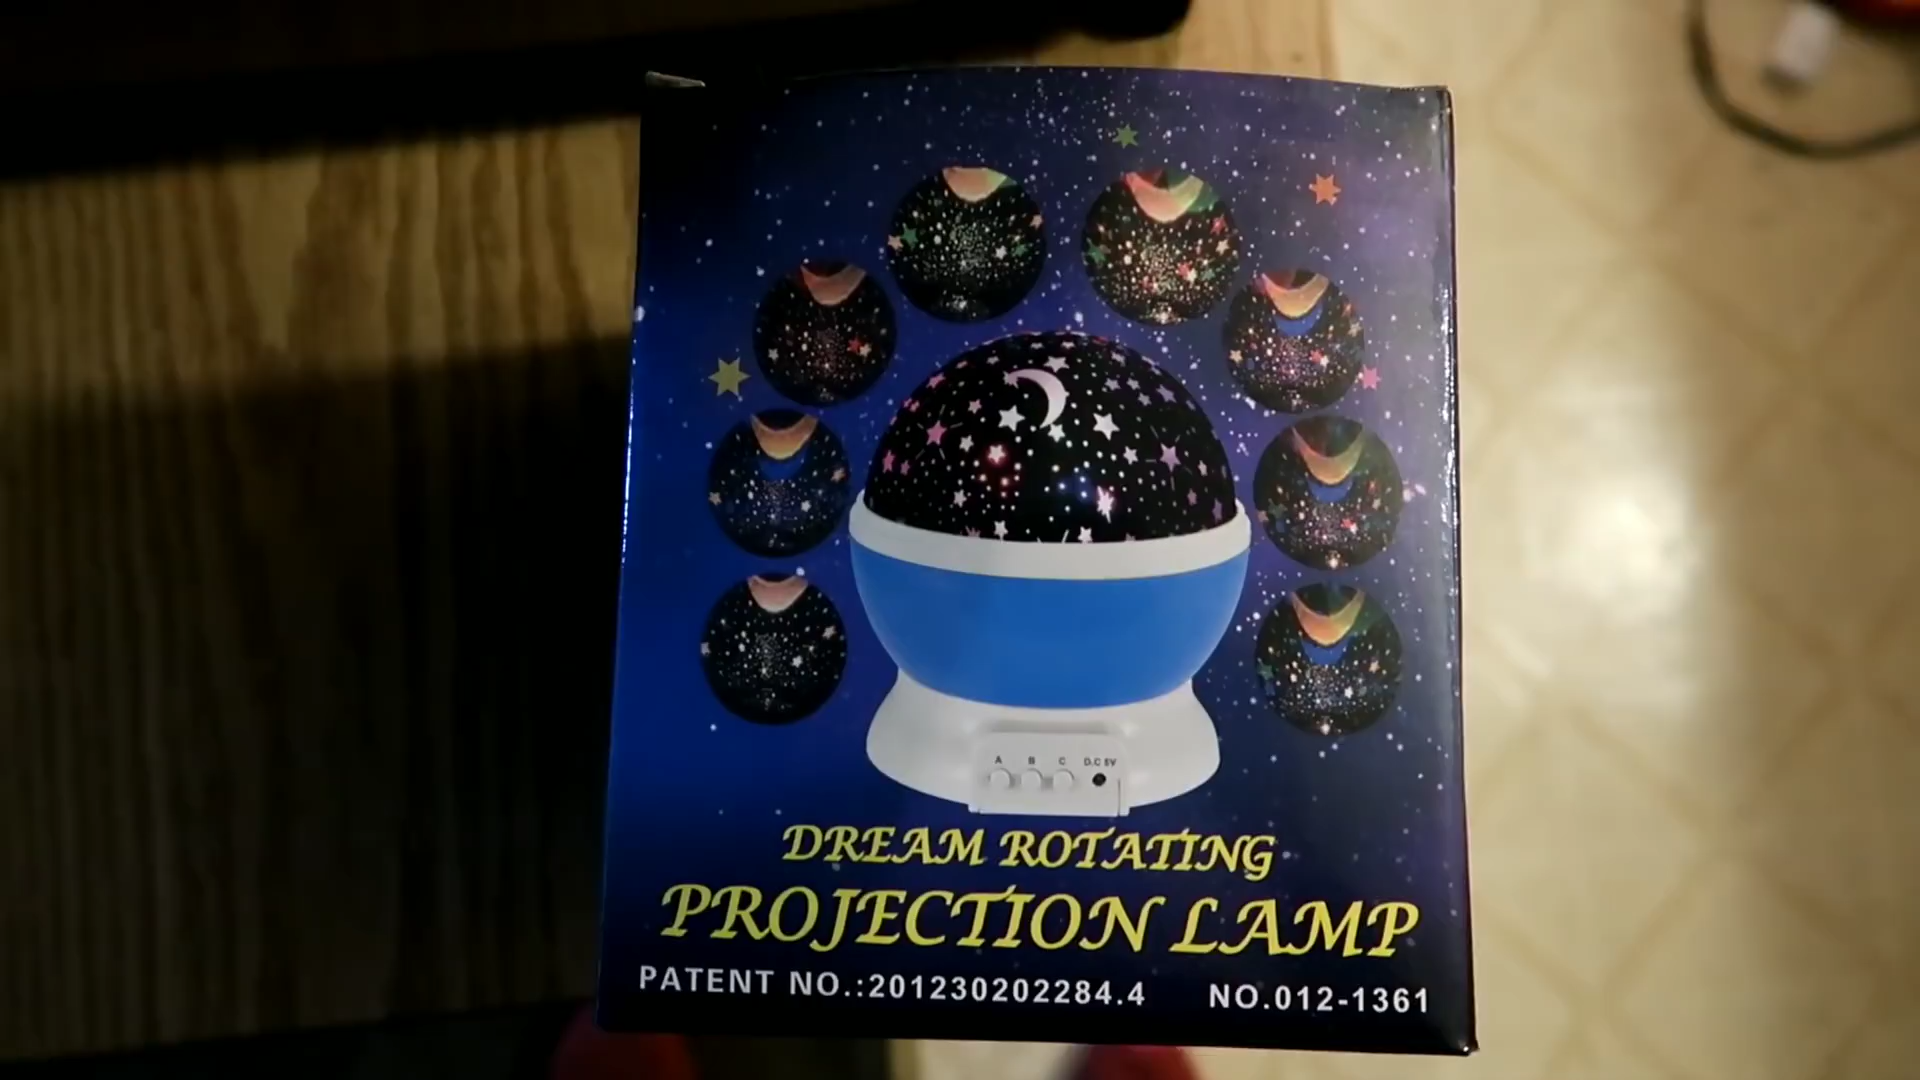 A B C D.C 5V
DREAM ROTATING
PROJECTION LAMP
PATENT NO.:201230202284.4 NO.012-1361